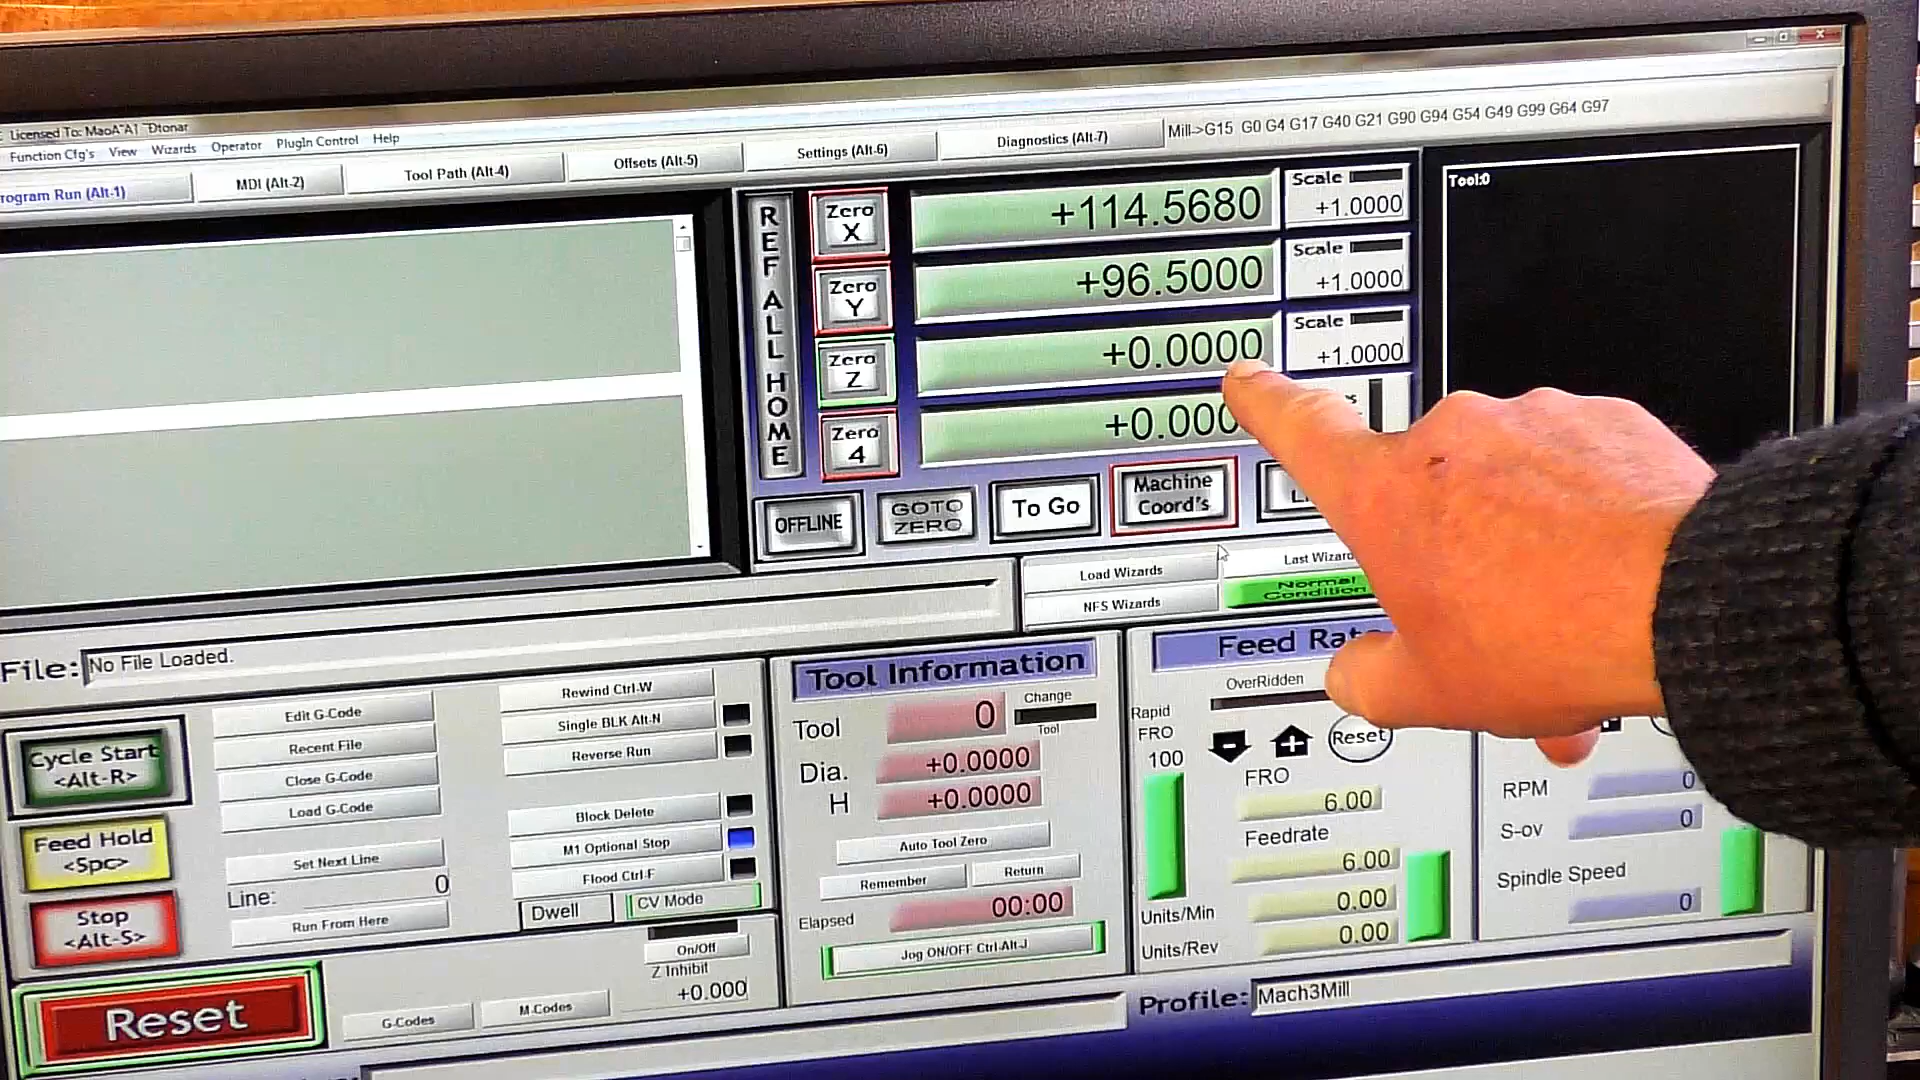 Licensed To:
Function Cfg's View Wizards Operator PlugIn Control Help
rogram Run (Alt-1) MDI (Alt-2) Tool Path (Alt-4) Offsets (Alt-5) Settings (Alt-6) Diagnostics (Alt-7) Mill->G15 G0 G4 G17 G40 G21 G90 G94 G54 G49 G99 G64 G97
REF ALL HOME
Zero X +114.5680 Scale +1.0000
Zero Y +96.5000 Scale +1.0000
Zero Z +0.0000 Scale +1.0000
Zero 4 +0.000
Tool:0
OFFLINE GOTO ZERO To Go Machine Coord's
Load Wizards Last Wizard
NFS Wizards Normal Condition
File: No File Loaded.
Cycle Start <Alt-R>
Feed Hold <Spc>
Stop <Alt-S>
Reset
Edit G-Code
Recent File
Close G-Code
Load G-Code
Set Next Line
Line: 0
Run From Here
Rewind Ctrl-W
Single BLK Alt-N
Reverse Run
Block Delete
M1 Optional Stop
Flood Ctrl-F
Dwell CV Mode
On/Off
Z Inhibit
+0.000
G-Codes M-Codes
Tool Information
Tool 0 Change Tool
Dia. +0.0000
H +0.0000
Auto Tool Zero
Remember Return
Elapsed 00:00
Jog ON/OFF Ctrl-Alt-J
Feed Rat
OverRidden
Rapid FRO
100
Reset
FRO
6.00
Feedrate
6.00
Units/Min 0.00
Units/Rev 0.00
RPM 0
S-ov 0
Spindle Speed
0
Profile: Mach3Mill